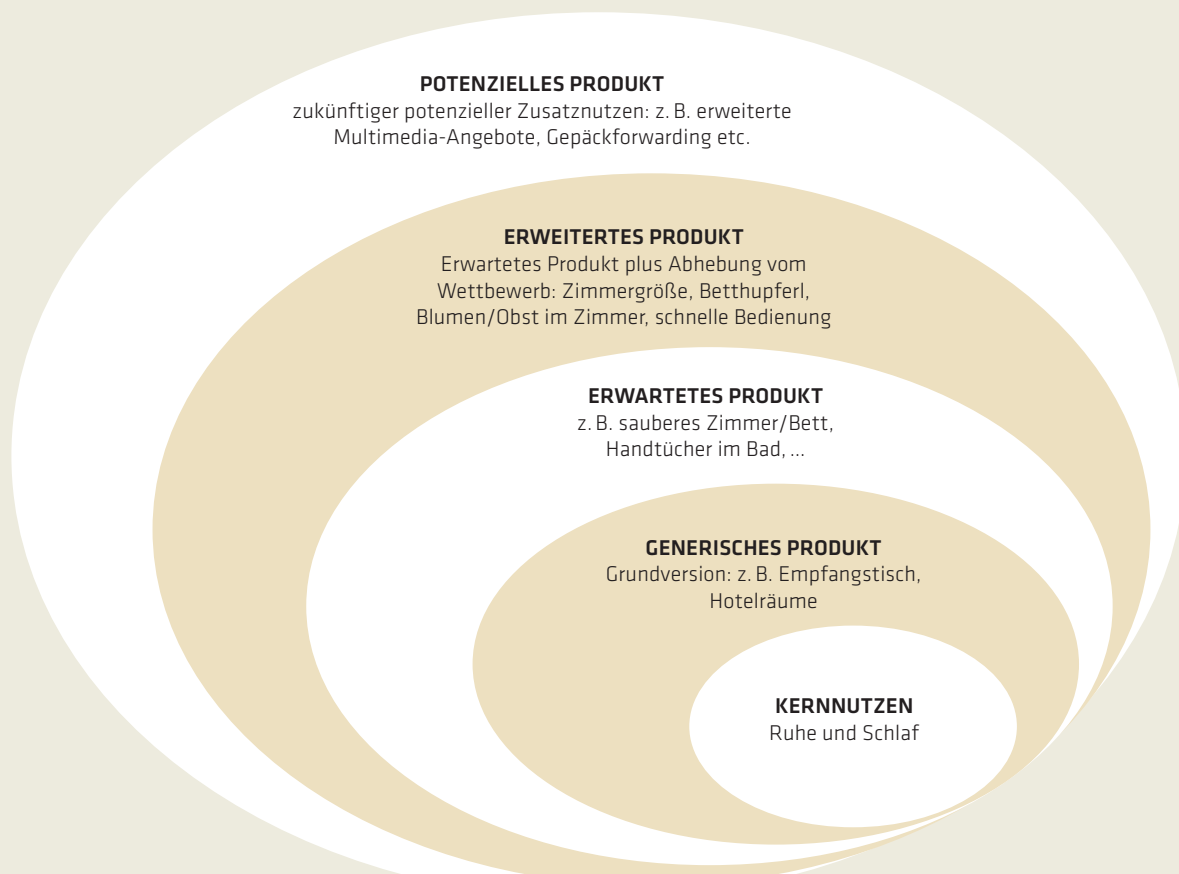 POTENZIELLES PRODUKT
zukünftiger potenzieller Zusatznutzen: z. B. erweiterte
Multimedia-Angebote, Gepäckforwarding etc.
ERWEITERTES PRODUKT
Erwartetes Produkt plus Abhebung vom
Wettbewerb: Zimmergröße, Betthupferl,
Blumen/Obst im Zimmer, schnelle Bedienung
ERWARTETES PRODUKT
z. B. sauberes Zimmer/Bett,
Handtücher im Bad, ...
GENERISCHES PRODUKT
Grundversion: z. B. Empfangstisch,
Hotelräume
KERNNUTZEN
Ruhe und Schlaf